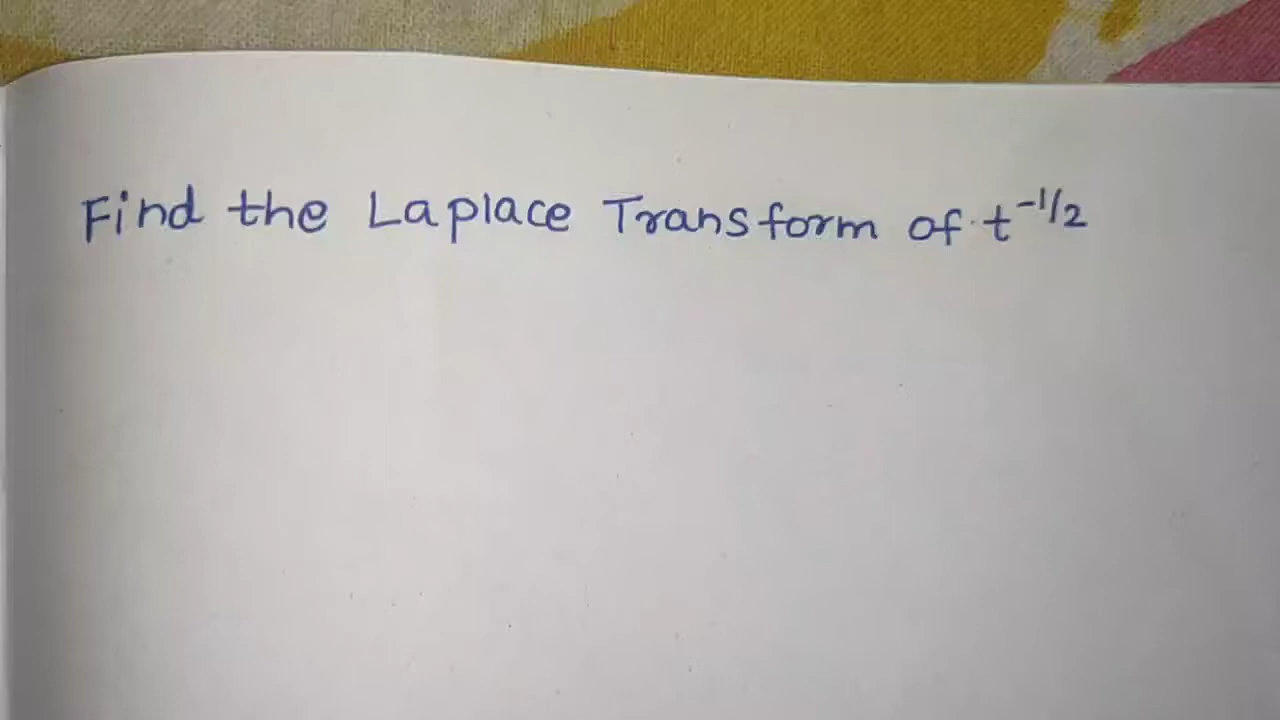 Find the Laplace Transform of t^-1/2